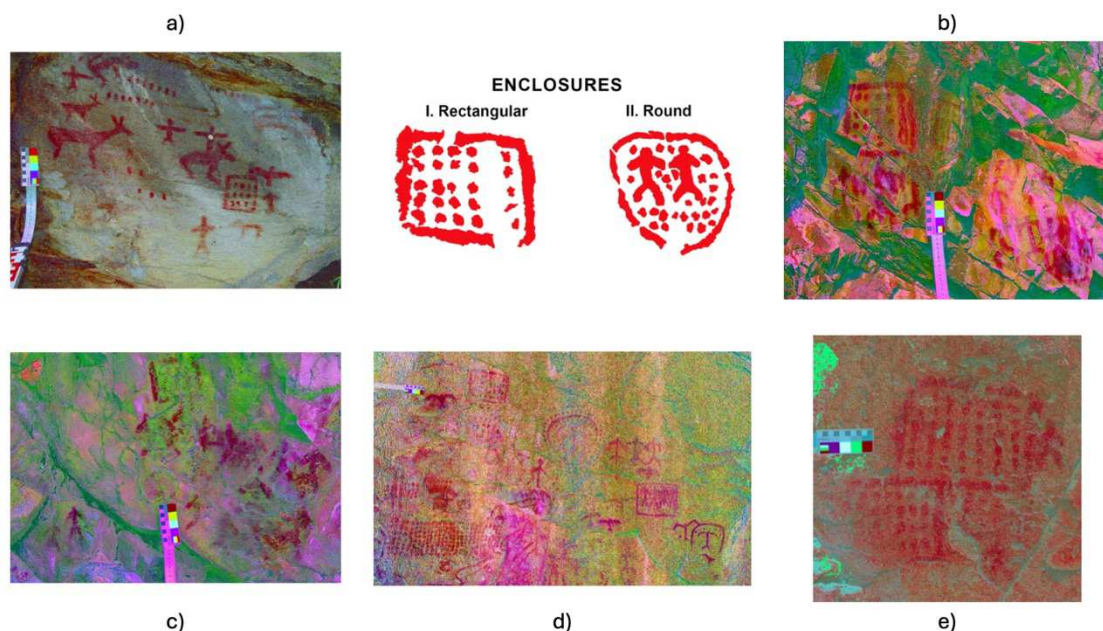 a)
b)
ENCLOSURES
I. Rectangular
II. Round
c)
d)
e)